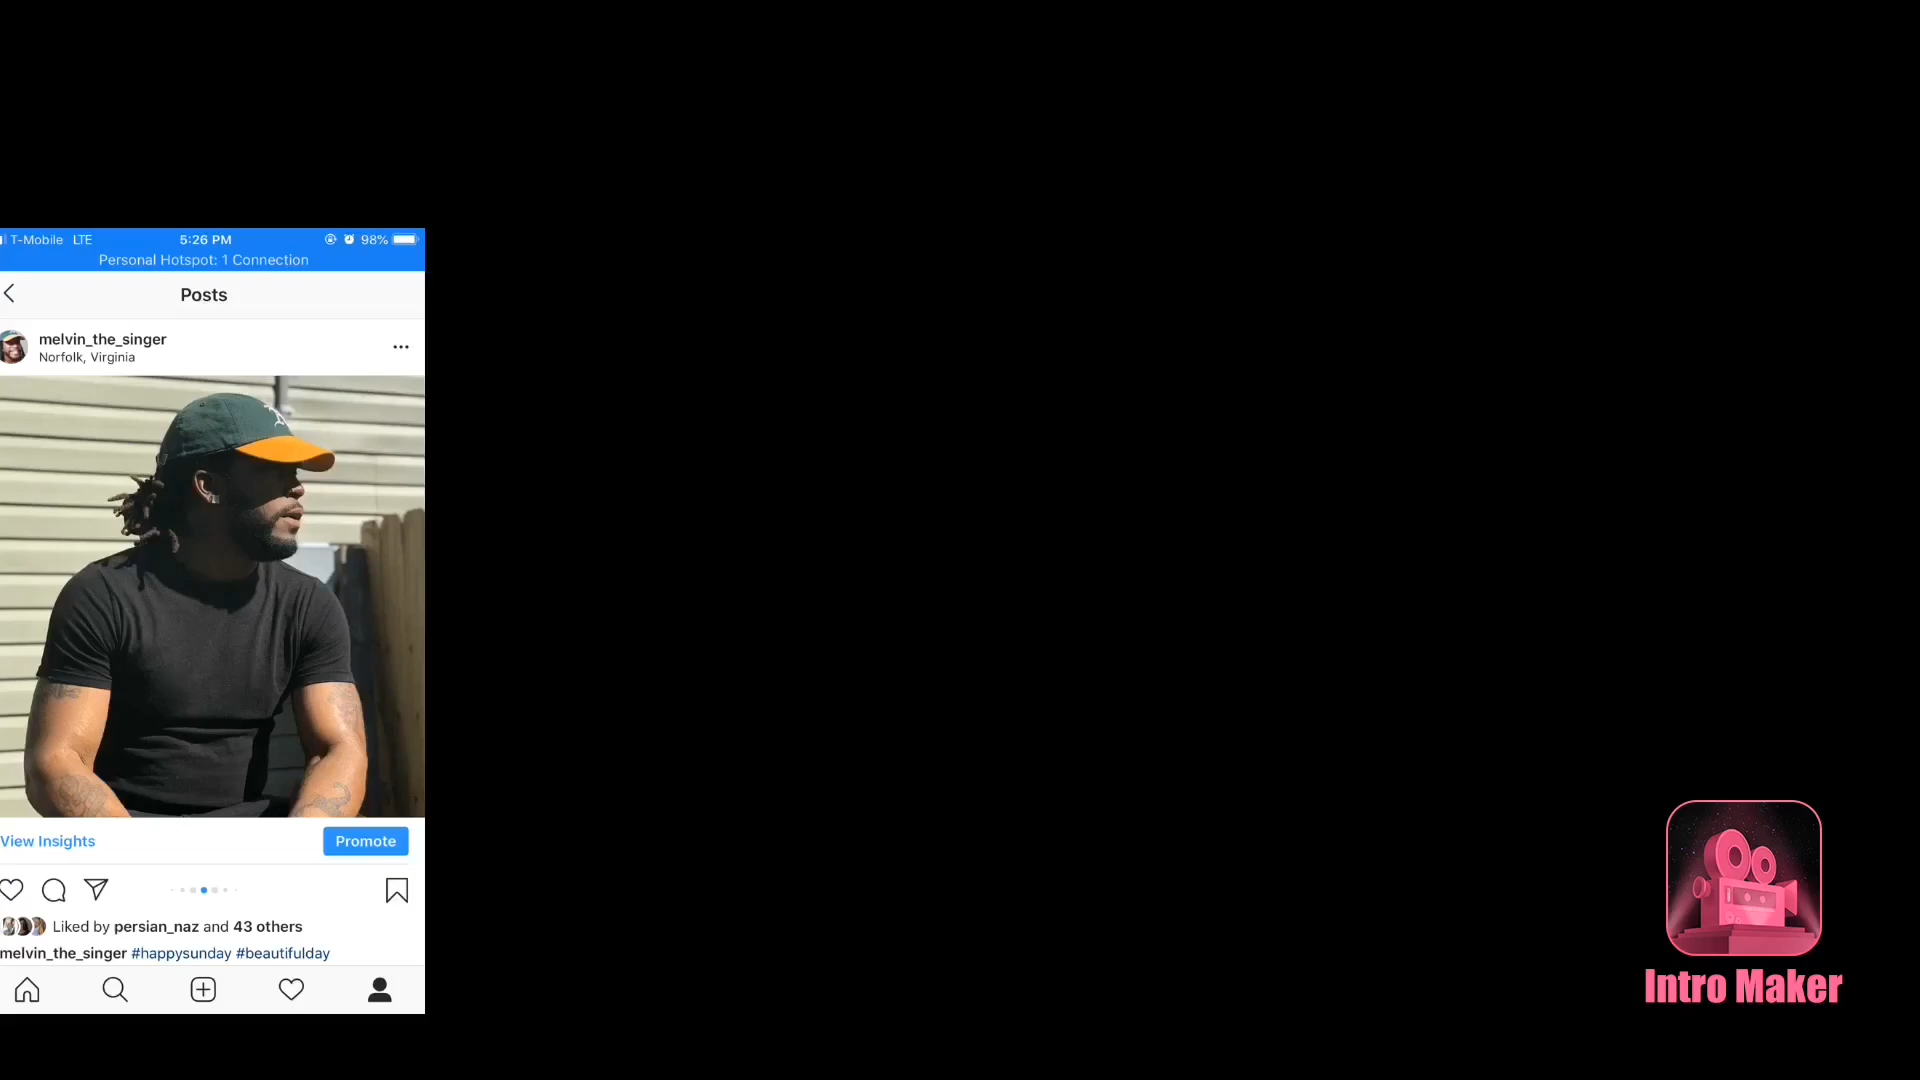 T-Mobile LTE 5:26 PM 98%
Personal Hotspot: 1 Connection
Posts
melvin_the_singer
Norfolk, Virginia
View Insights Promote
Liked by persian_naz and 43 others
melvin_the_singer #happysunday #beautifulday
Intro Maker